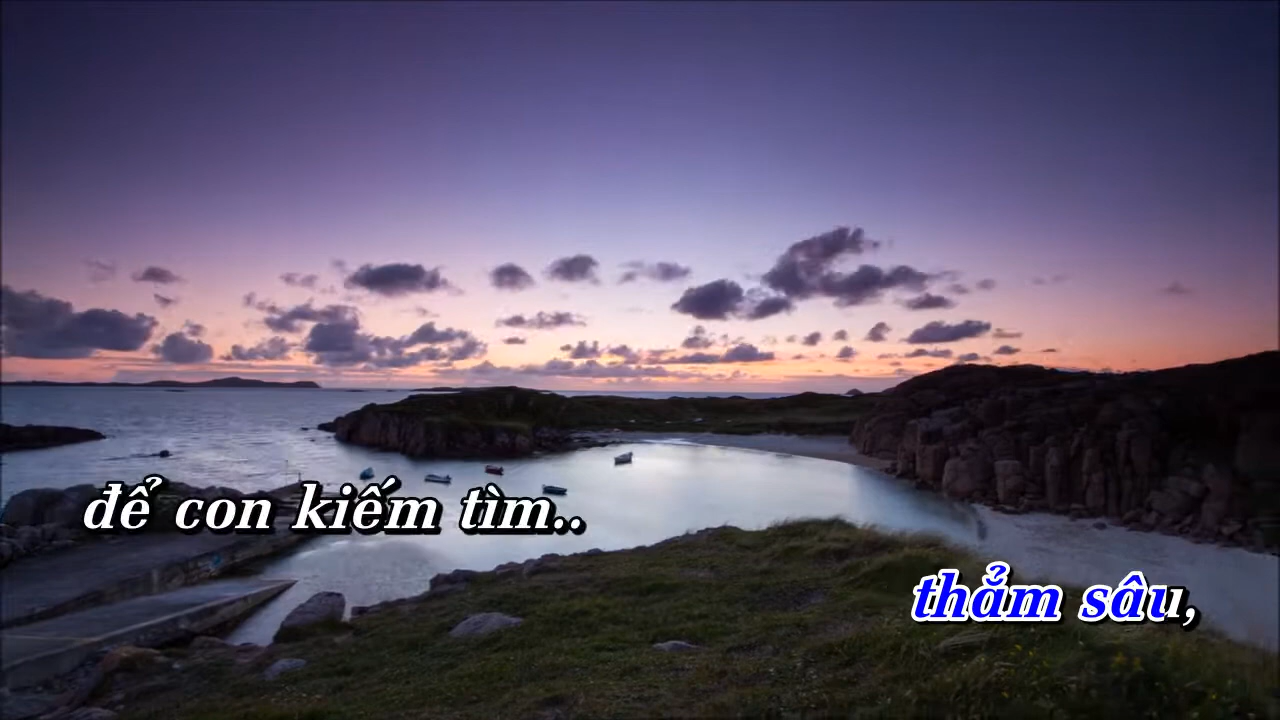 để con kiếm tìm..
thẳm sâu,